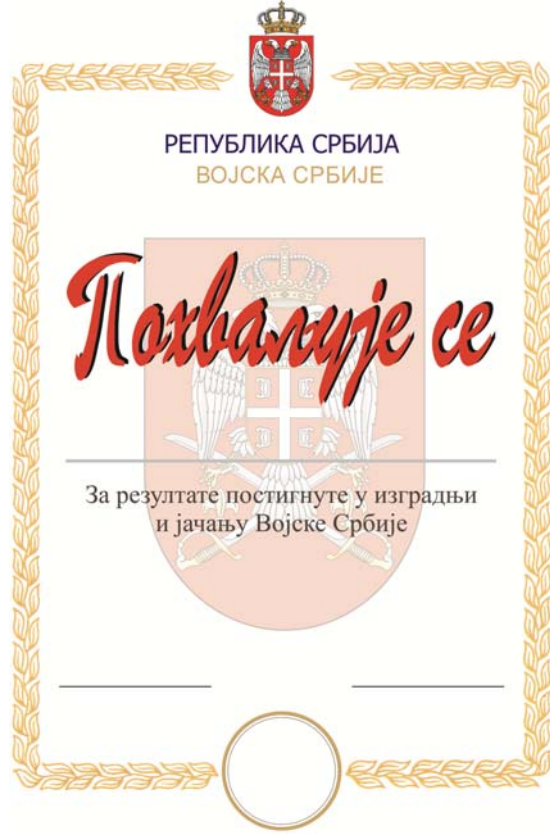 РЕПУБЛИКА СРБИЈА
ВОЈСКА СРБИЈЕ
Похваљује се
За резултате постигнуте у изградњи
и јачању Војске Србије